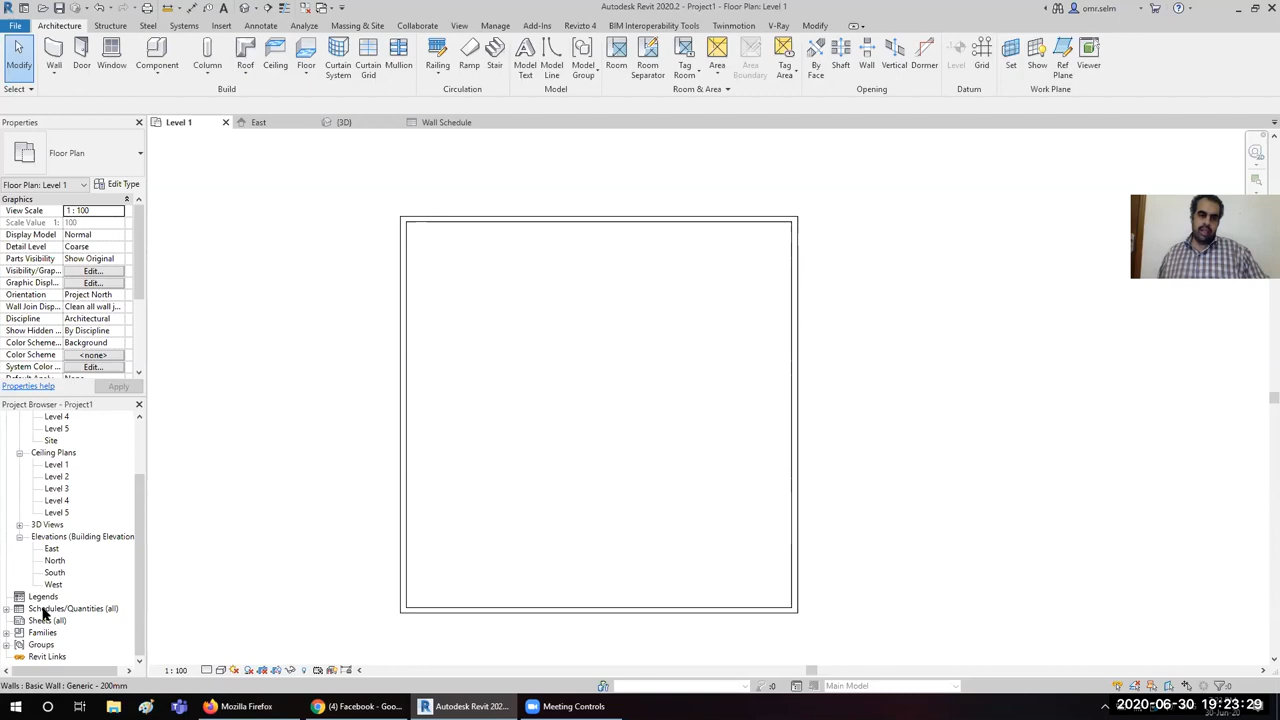 Autodesk Revit 2020.2 - Project1 - Floor Plan: Level 1
omr.selm
File Architecture Structure Steel Systems Insert Annotate Analyze Massing & Site Collaborate View Manage Add-Ins Revizto 4 BIM Interoperability Tools Twinmotion V-Ray Modify
Modify Wall Door Window Component Column Roof Ceiling Floor Curtain System Curtain Grid Mullion Railing Ramp Stair Model Text Model Line Model Group Room Room Separator Tag Room Area Area Boundary Tag Area By Face Shaft Wall Vertical Dormer Level Grid Set Show Ref Plane Viewer
Select Build Circulation Model Room & Area Opening Datum Work Plane
Properties
Level 1 East {3D} Wall Schedule
Floor Plan
Floor Plan: Level 1 Edit Type
Graphics
View Scale 1 : 100
Scale Value 1: 100
Display Model Normal
Detail Level Coarse
Parts Visibility Show Original
Visibility/Grap... Edit...
Graphic Displ... Edit...
Orientation Project North
Wall Join Disp... Clean all wall j...
Discipline Architectural
Show Hidden ... By Discipline
Color Scheme... Background
Color Scheme <none>
System Color ... Edit...
Properties help Apply
Project Browser - Project1
Level 4
Level 5
Site
Ceiling Plans
Level 1
Level 2
Level 3
Level 4
Level 5
3D Views
Elevations (Building Elevation
East
North
South
West
Legends
Schedules/Quantities (all)
Sheets (all)
Families
Groups
Revit Links
1 : 100
Walls : Basic Wall : Generic - 200mm
:0 Main Model :0
Mozilla Firefox (4) Facebook - Goo... Autodesk Revit 202... Meeting Controls
2020-06-30 19:23:29